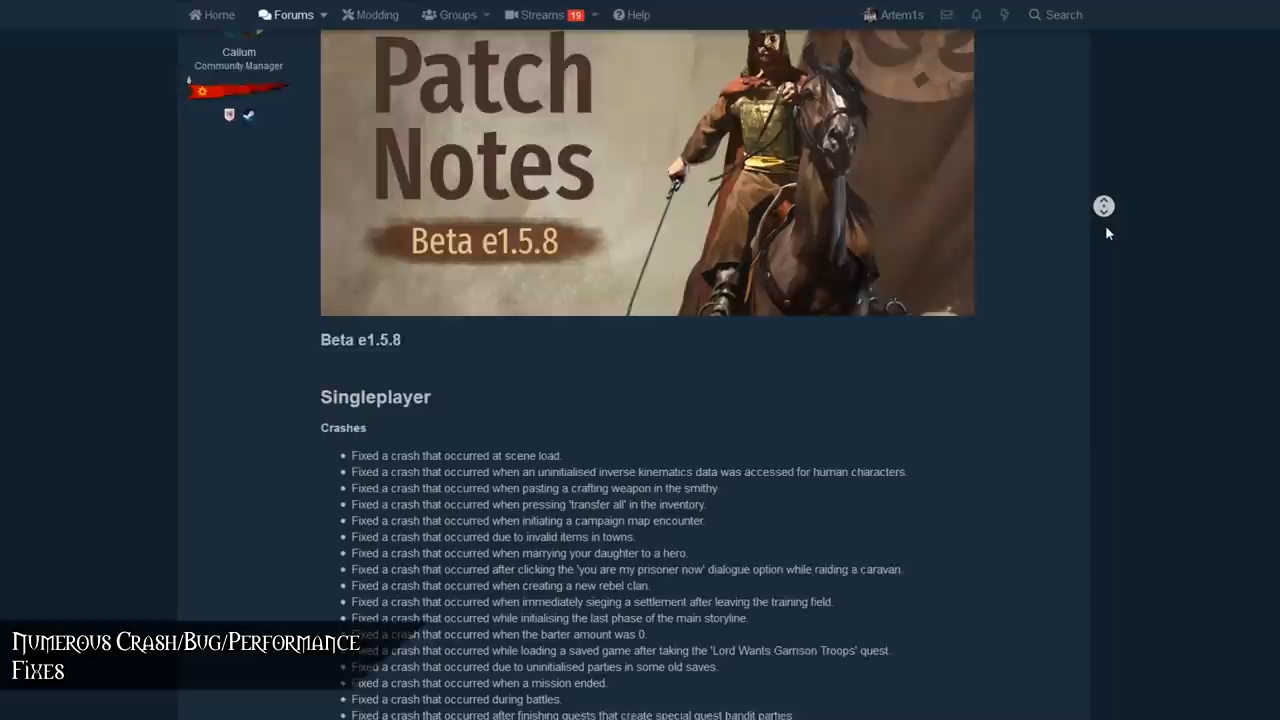 Home Forums Modding Groups Streams 19 Help Artem1s Search
Callum
Community Manager
Patch
Notes
Beta e1.5.8
Beta e1.5.8
Singleplayer
Crashes
Fixed a crash that occurred at scene load.
Fixed a crash that occurred when an uninitialised inverse kinematics data was accessed for human characters.
Fixed a crash that occurred when pasting a crafting weapon in the smithy
Fixed a crash that occurred when pressing 'transfer all' in the inventory.
Fixed a crash that occurred when initiating a campaign map encounter.
Fixed a crash that occurred due to invalid items in towns.
Fixed a crash that occurred when marrying your daughter to a hero.
Fixed a crash that occurred after clicking the 'you are my prisoner now' dialogue option while raiding a caravan.
Fixed a crash that occurred when creating a new rebel clan.
Fixed a crash that occurred when immediately sieging a settlement after leaving the training field.
Fixed a crash that occurred while initialising the last phase of the main storyline.
Fixed a crash that occurred when the barter amount was 0.
Fixed a crash that occurred while loading a saved game after taking the 'Lord Wants Garrison Troops' quest.
Fixed a crash that occurred due to uninitialised parties in some old saves.
Fixed a crash that occurred when a mission ended.
Fixed a crash that occurred during battles.
Fixed a crash that occurred after finishing quests that create special quest bandit parties
Numerous Crash/Bug/Performance
Fixes